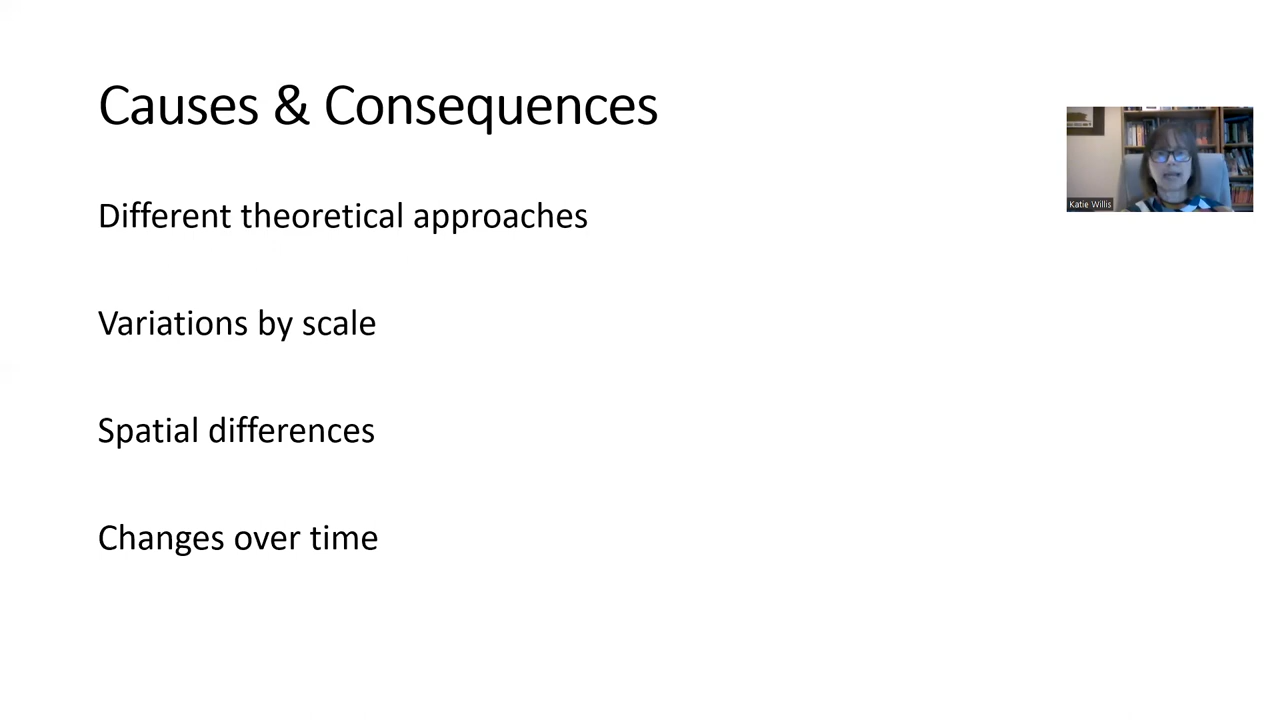 Causes & Consequences
Different theoretical approaches
Katie Willis
Variations by scale
Spatial differences
Changes over time